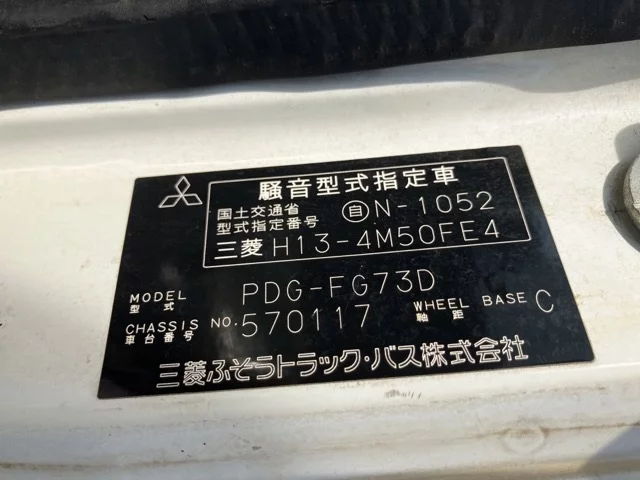 騒音型式指定車
国土交通省
型式指定番号 自N-1052
三菱 H13-4M50FE4
MODEL
型式 PDG-FG73D
CHASSIS NO.
車台番号 570117 WHEEL BASE
軸距 C
三菱ふそうトラック・バス株式会社